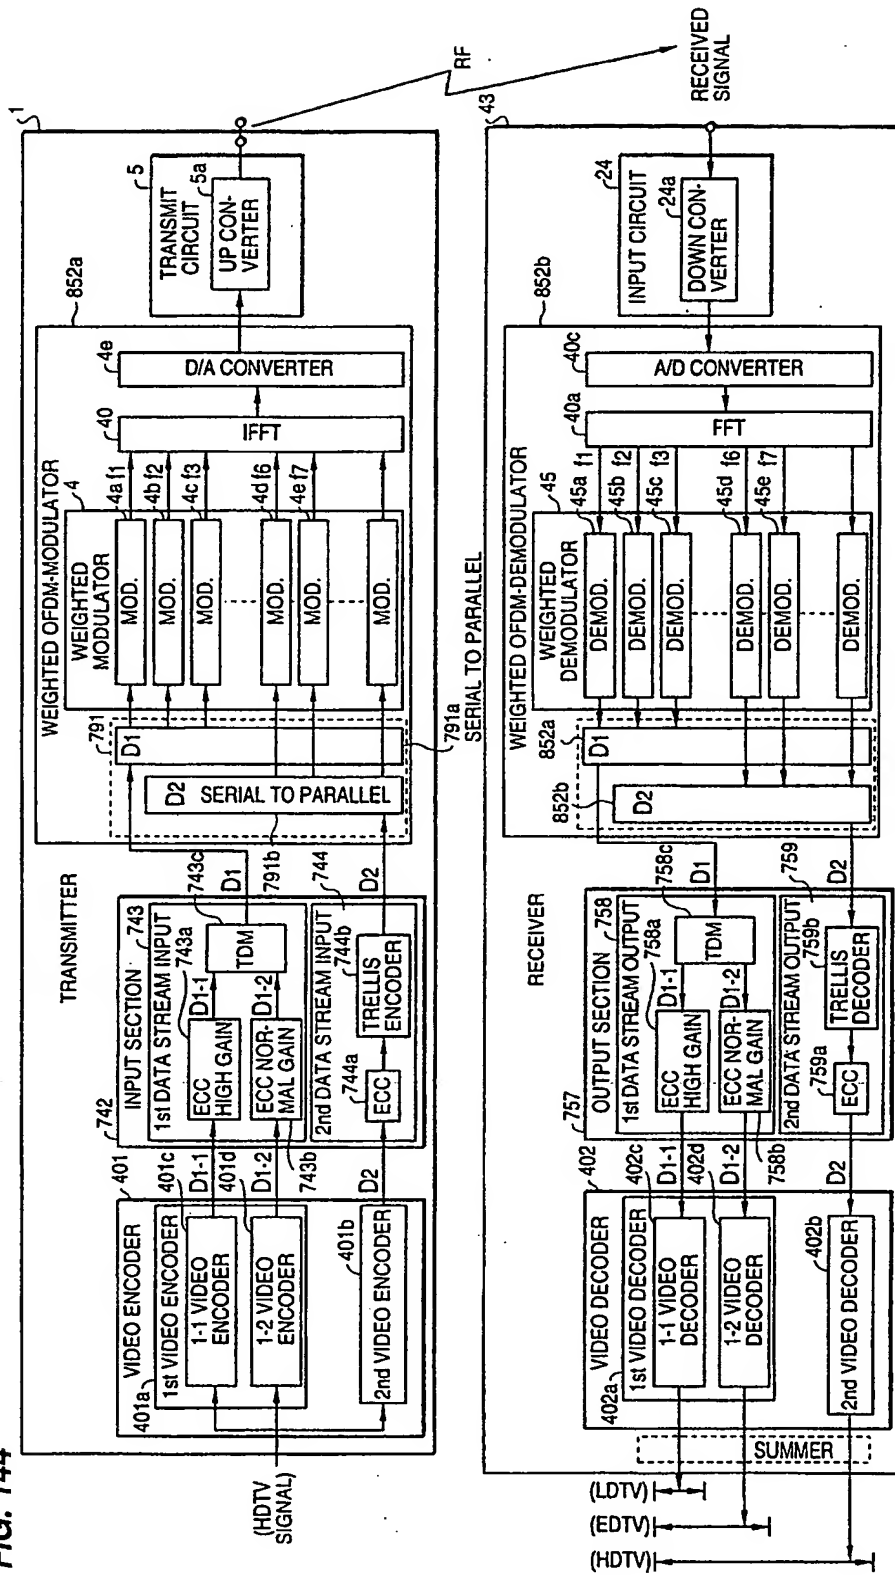 FIG. 144
TRANSMITTER
1
(HDTV
SIGNAL)
401
VIDEO ENCODER
401a
1st VIDEO ENCODER
401c
1-1 VIDEO
ENCODER
401d
1-2 VIDEO
ENCODER
401b
2nd VIDEO ENCODER
D1-1
D1-2
D2
742
INPUT SECTION
743
1st DATA STREAM INPUT
743a
ECC
HIGH GAIN
D1-1
743c
TDM
ECC NOR-
MAL GAIN
D1-2
743b
744
2nd DATA STREAM INPUT
744a
ECC
744b
TRELLIS
ENCODER
D1
D2
WEIGHTED OFDM-MODULATOR
852a
791
D1
D2
SERIAL TO PARALLEL
791b
791a
SERIAL TO PARALLEL
WEIGHTED
MODULATOR
4
MOD.
4a
f1
MOD.
4b
f2
MOD.
4c
f3
MOD.
4d
f6
MOD.
4e
f7
MOD.
40
IFFT
4e
D/A CONVERTER
TRANSMIT
CIRCUIT
5
5a
UP CON-
VERTER
RF
RECEIVED
SIGNAL
RECEIVER
43
INPUT CIRCUIT
24
24a
DOWN CON-
VERTER
WEIGHTED OFDM-DEMODULATOR
852b
40c
A/D CONVERTER
40a
FFT
WEIGHTED
DEMODULATOR
45
DEMOD.
45a
f1
DEMOD.
45b
f2
DEMOD.
45c
f3
DEMOD.
45d
f6
DEMOD.
45e
f7
DEMOD.
852a
D1
852b
D2
D1
D2
757
OUTPUT SECTION
758
1st DATA STREAM OUTPUT
758a
ECC
HIGH GAIN
D1-1
758c
TDM
ECC NOR-
MAL GAIN
D1-2
758b
759
2nd DATA STREAM OUTPUT
759a
ECC
759b
TRELLIS
DECODER
D1-1
D1-2
D2
402
VIDEO DECODER
402a
1st VIDEO DECODER
402c
1-1 VIDEO
DECODER
402d
1-2 VIDEO
DECODER
402b
2nd VIDEO DECODER
SUMMER
(LDTV)
(EDTV)
(HDTV)